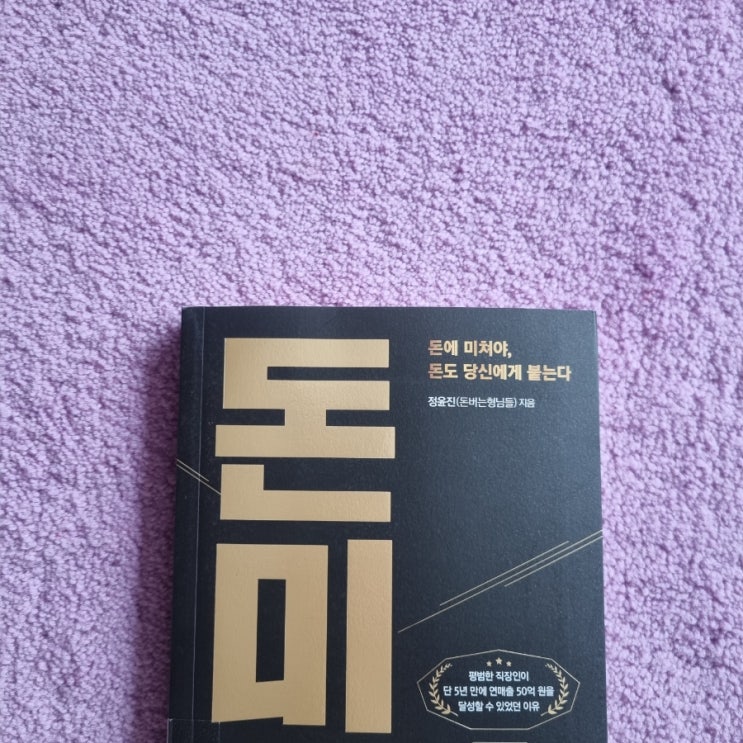 돈
미
돈에 미쳐야,
돈도 당신에게 붙는다
정윤진(돈버는형님들) 지음
평범한 직장인이
단 5년 만에 연매출 50억 원을
달성할 수 있었던 이유